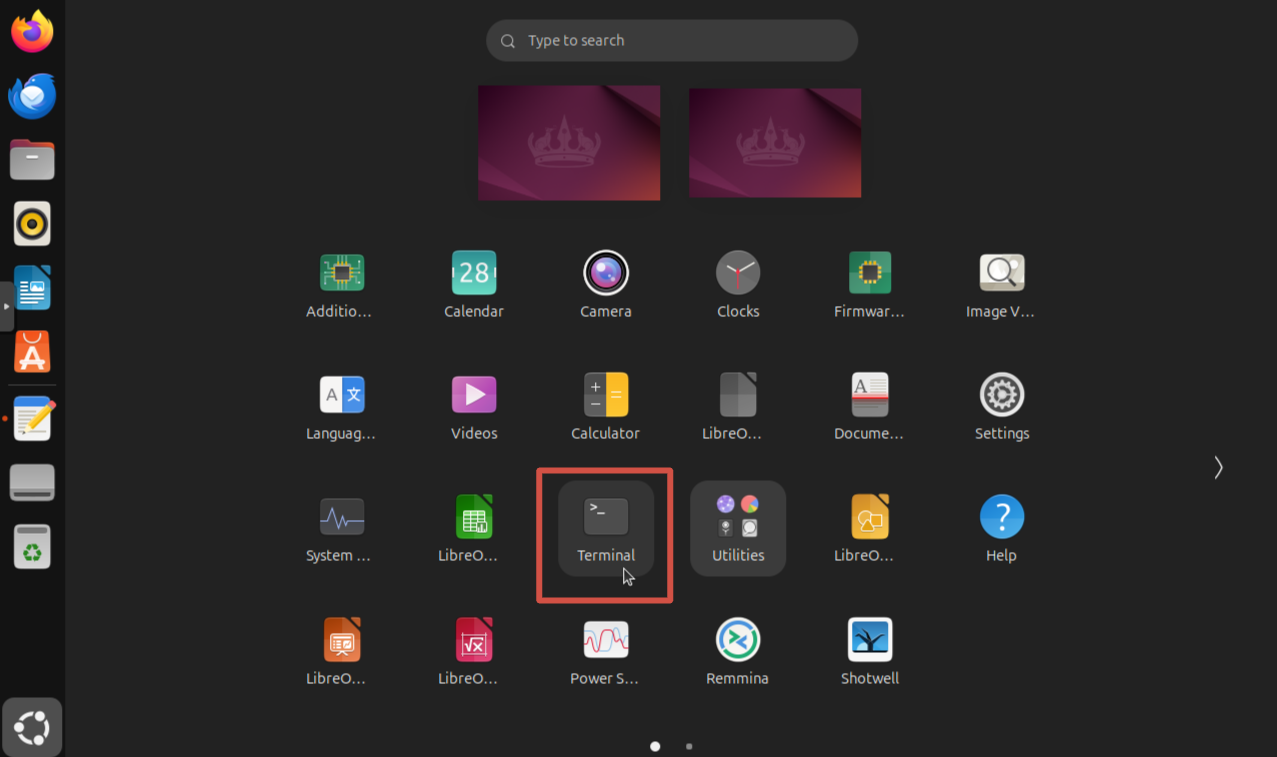 Type to search
Additio...
28
Calendar
Camera
Clocks
Firmwar...
Image V...
A 文
Languag...
Videos
Calculator
LibreO...
A
Docume...
Settings
System ...
LibreO...
>_
Terminal
Utilities
LibreO...
?
Help
LibreO...
√x
LibreO...
Power S...
Remmina
Shotwell